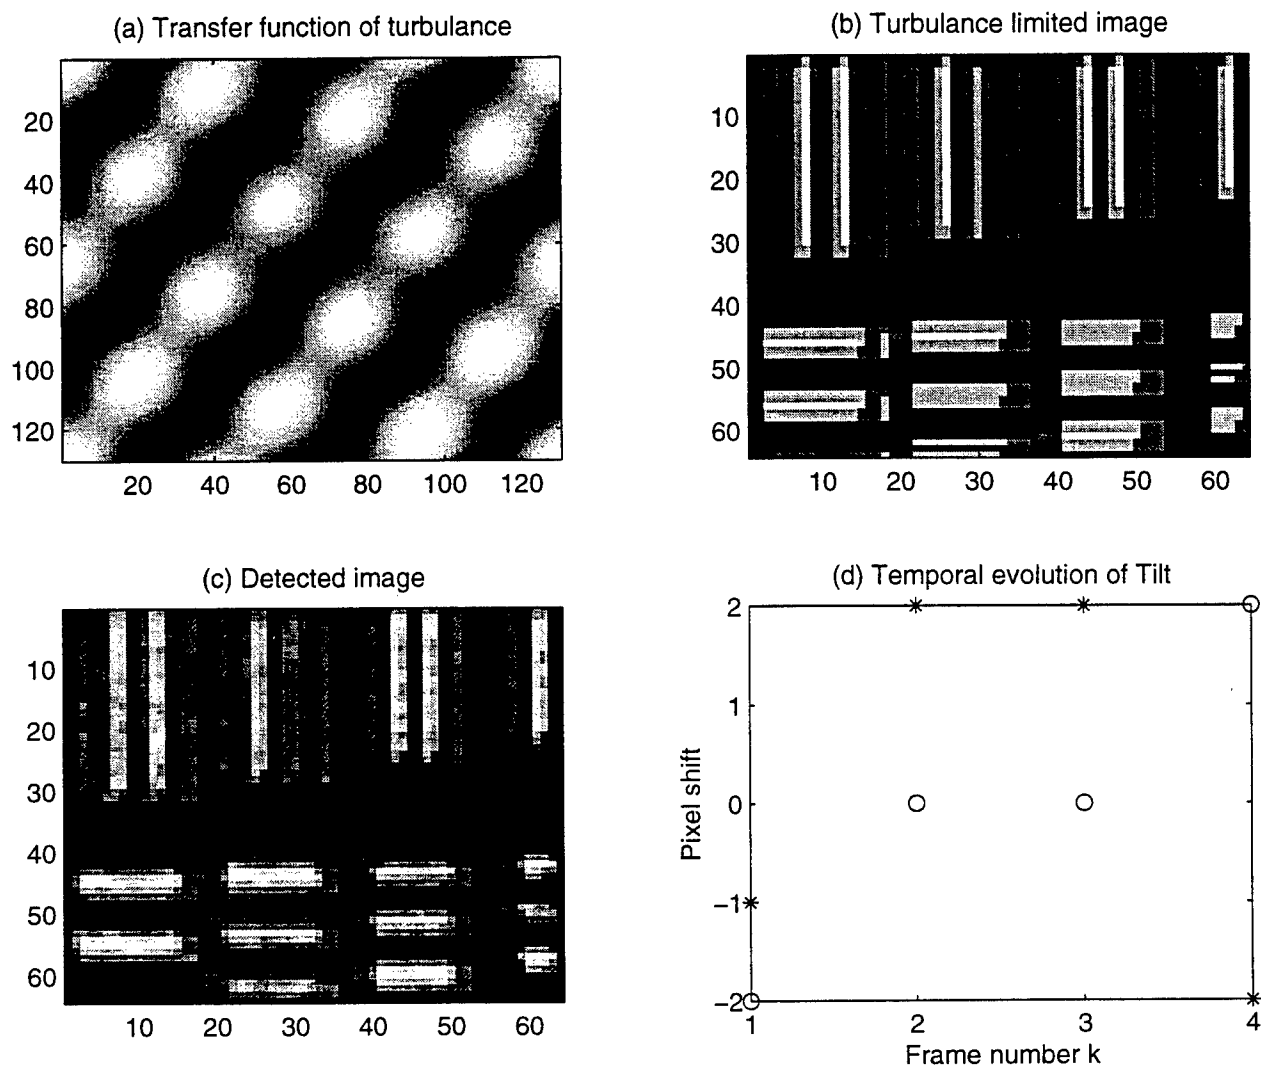 (a) Transfer function of turbulance
20
40
60
80
100
120
20 40 60 80 100 120
(b) Turbulance limited image
10
20
30
40
50
60
10 20 30 40 50 60
(c) Detected image
10
20
30
40
50
60
10 20 30 40 50 60
(d) Temporal evolution of Tilt
2
1
0
−1
−2
Pixel shift
1 2 3 4
Frame number k